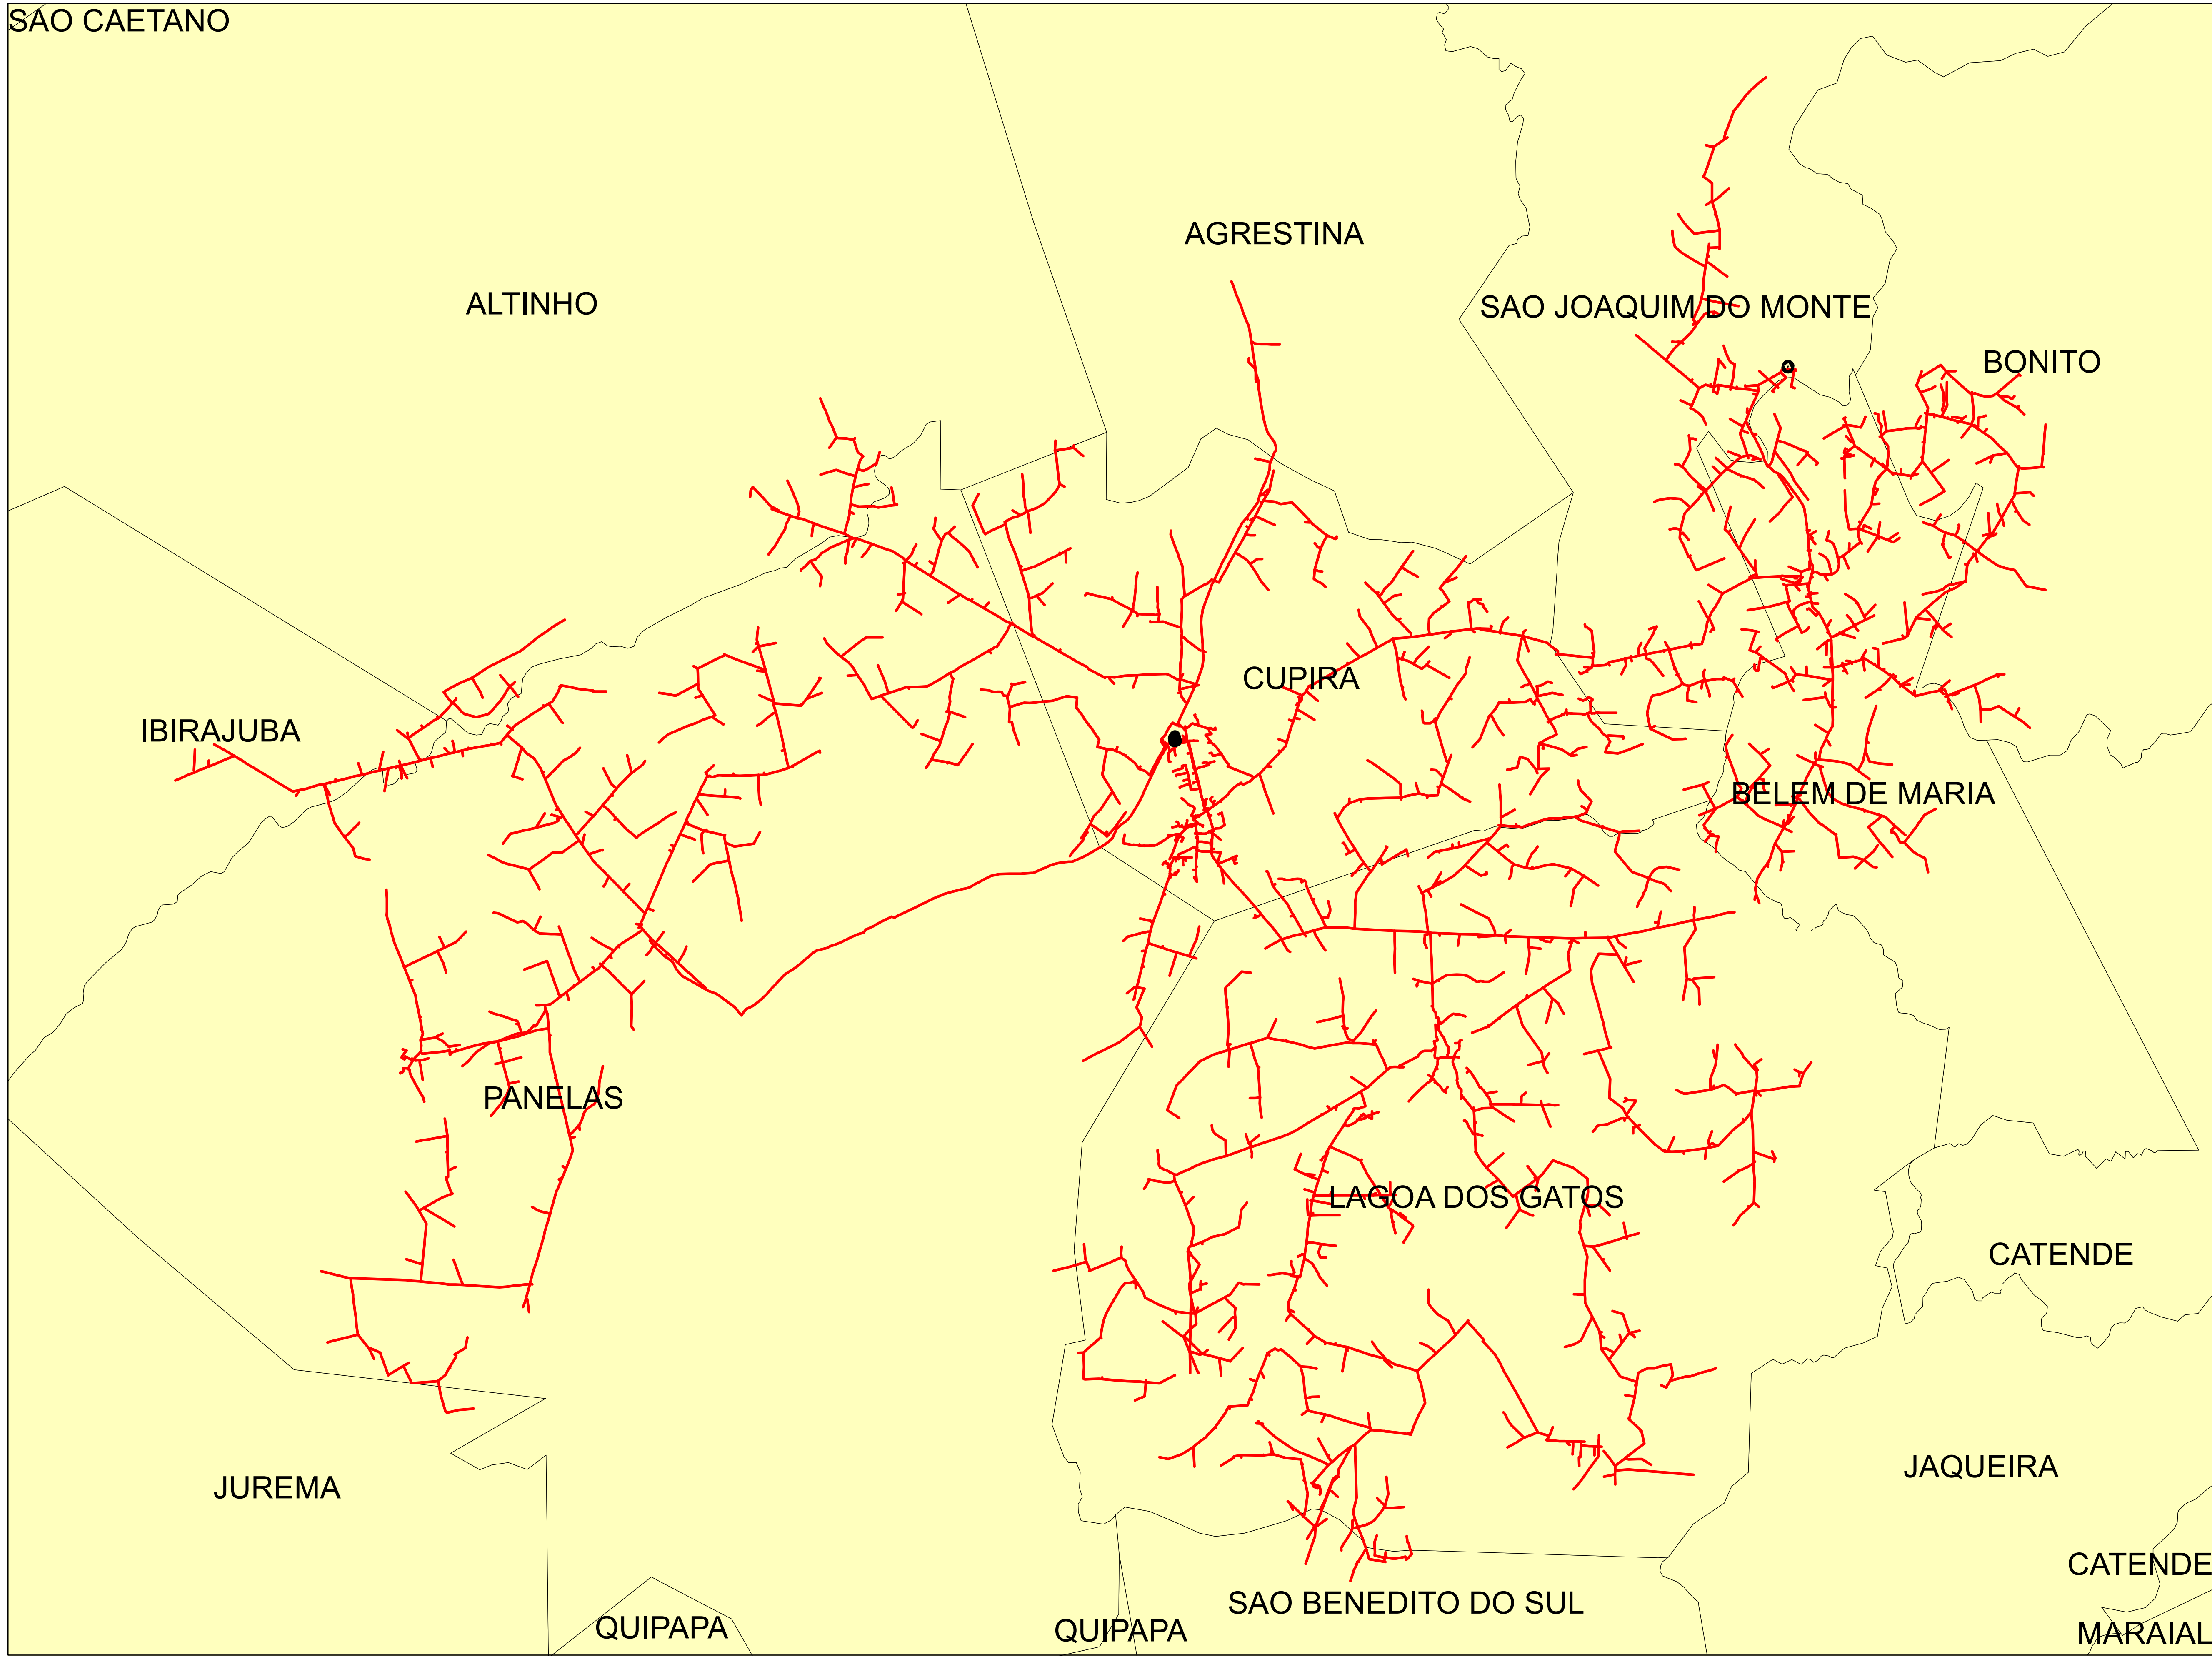 SAO CAETANO
AGRESTINA
ALTINHO
SAO JOAQUIM DO MONTE
BONITO
CUPIRA
IBIRAJUBA
BELEM DE MARIA
PANELAS
LAGOA DOS GATOS
CATENDE
JAQUEIRA
JUREMA
CATENDE
SAO BENEDITO DO SUL
QUIPAPA
QUIPAPA
MARAIAL